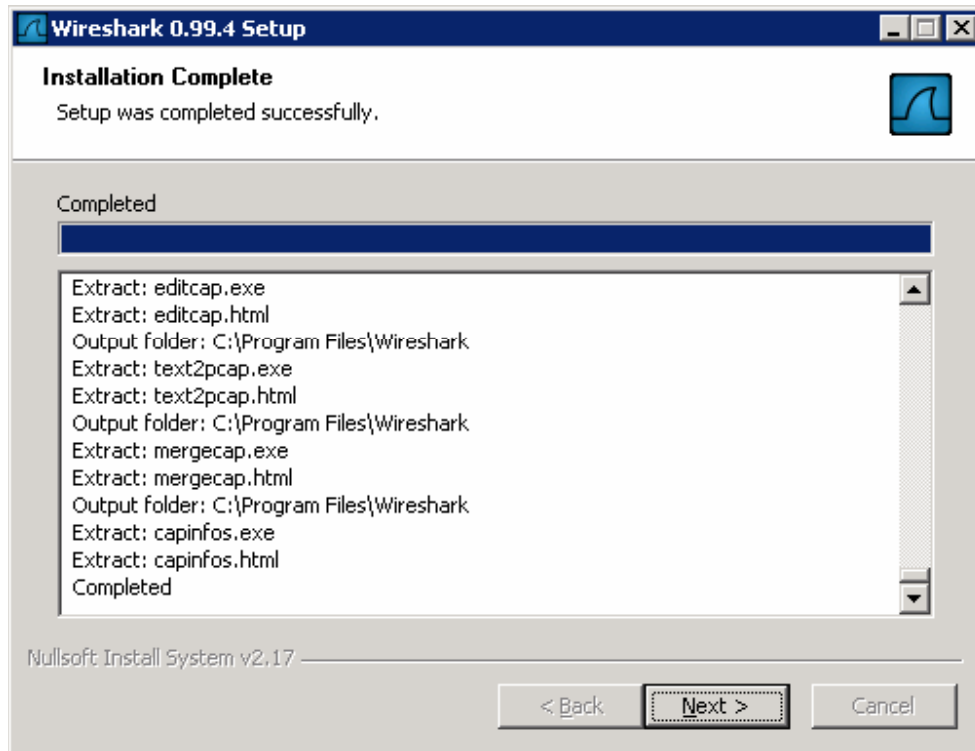 Wireshark 0.99.4 Setup
Installation Complete
Setup was completed successfully.
Completed
Extract: editcap.exe
Extract: editcap.html
Output folder: C:\Program Files\Wireshark
Extract: text2pcap.exe
Extract: text2pcap.html
Output folder: C:\Program Files\Wireshark
Extract: mergecap.exe
Extract: mergecap.html
Output folder: C:\Program Files\Wireshark
Extract: capinfos.exe
Extract: capinfos.html
Completed
Nullsoft Install System v2.17
< Back
Next >
Cancel